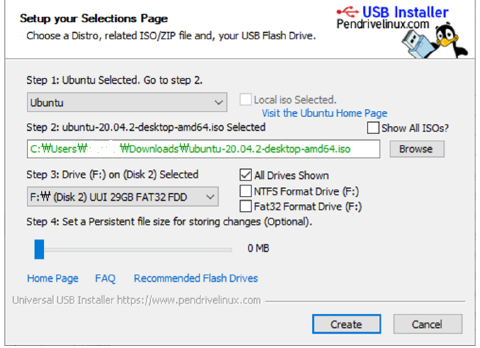 Setup your Selections Page
Choose a Distro, related ISO/ZIP file and, your USB Flash Drive.
USB Installer
Pendrivelinux.com
Step 1: Ubuntu Selected. Go to step 2.
Ubuntu
Local iso Selected.
Visit the Ubuntu Home Page
Step 2: ubuntu-20.04.2-desktop-amd64.iso Selected
Show All ISOs?
C:₩Users₩ ₩Downloads₩ubuntu-20.04.2-desktop-amd64.iso
Browse
Step 3: Drive (F:) on (Disk 2) Selected
All Drives Shown
F:₩ (Disk 2) UUI 29GB FAT32 FDD
NTFS Format Drive (F:)
Fat32 Format Drive (F:)
Step 4: Set a Persistent file size for storing changes (Optional).
0 MB
Home Page FAQ Recommended Flash Drives
Universal USB Installer https://www.pendrivelinux.com
Create Cancel